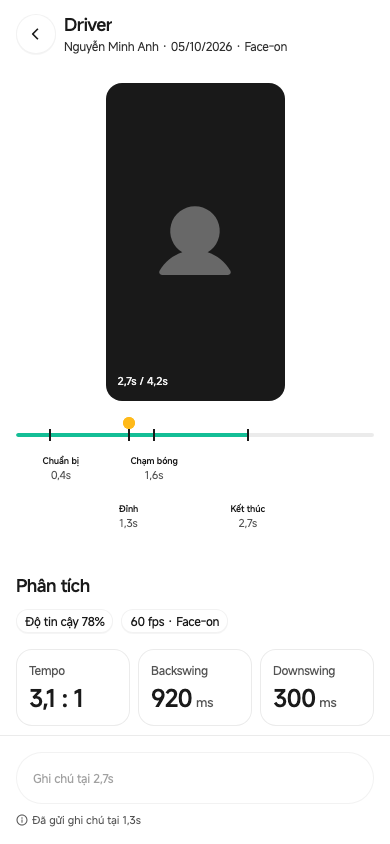 Driver
Nguyễn Minh Anh · 05/10/2026 · Face-on
2,7s / 4,2s
Chuẩn bị
0,4s
Chạm bóng
1,6s
Đỉnh
1,3s
Kết thúc
2,7s
Phân tích
Độ tin cậy 78%
60 fps · Face-on
Tempo
3,1 : 1
Backswing
920 ms
Downswing
300 ms
Ghi chú tại 2,7s
Đã gửi ghi chú tại 1,3s